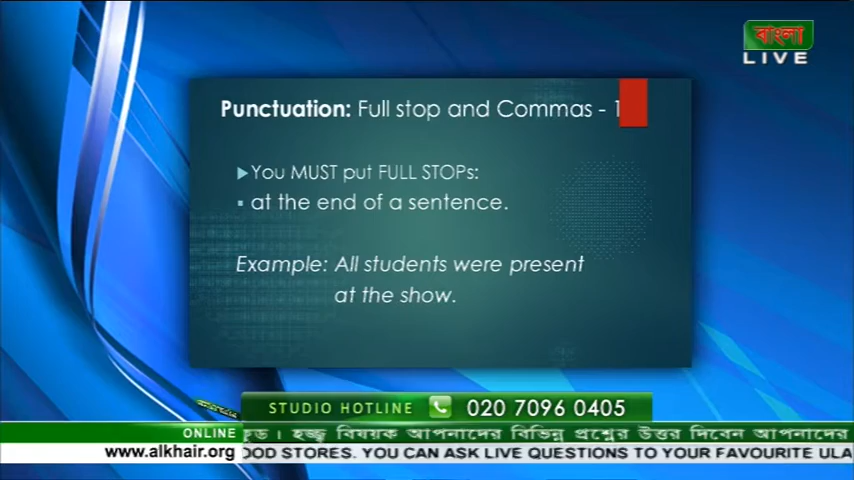 বাংলা
LIVE
Punctuation: Full stop and Commas - 1
You MUST put FULL STOPs:
▪ at the end of a sentence.
Example: All students were present
at the show.
STUDIO HOTLINE 020 7096 0405
ONLINE
। হজ্ব বিষয়ক আপনাদের বিভিন্ন প্রশ্নের উত্তর দিবেন আপনাদের
www.alkhair.org
OOD STORES. YOU CAN ASK LIVE QUESTIONS TO YOUR FAVOURITE ULA